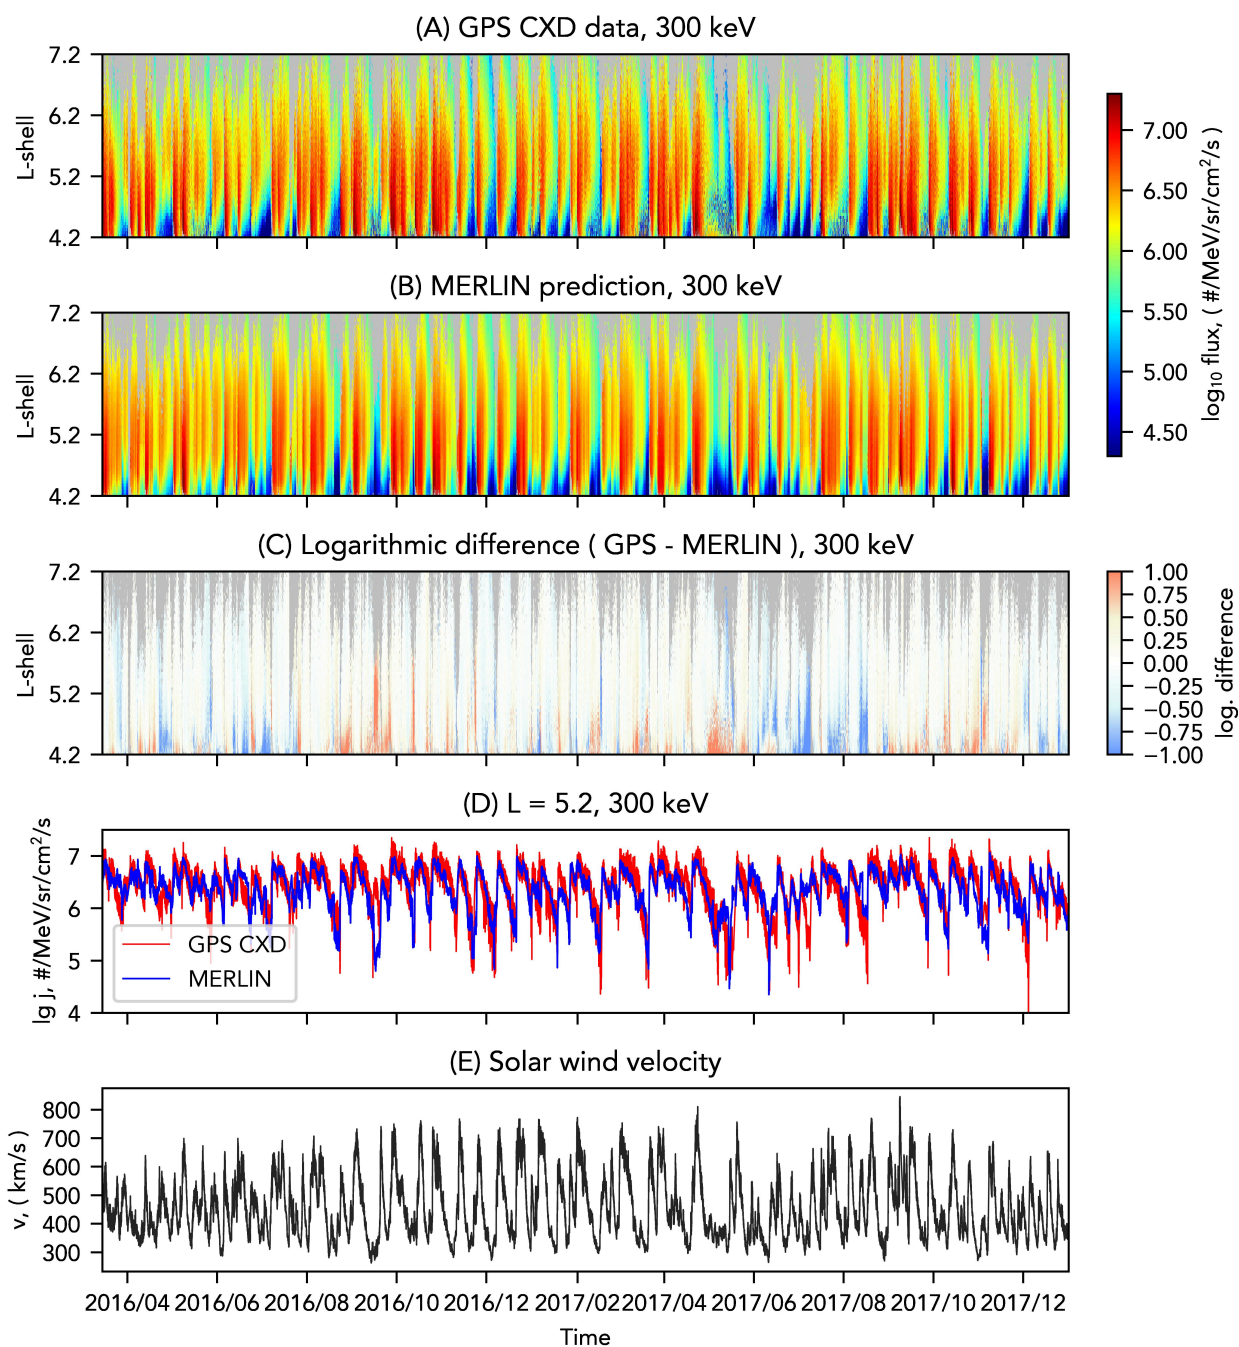 (A) GPS CXD data, 300 keV
7.2
6.2
5.2
4.2
L-shell
7.00
6.50
6.00
5.50
5.00
4.50
log10 flux, ( #/MeV/sr/cm²/s )
(B) MERLIN prediction, 300 keV
7.2
6.2
5.2
4.2
L-shell
(C) Logarithmic difference ( GPS - MERLIN ), 300 keV
7.2
6.2
5.2
4.2
L-shell
1.00
0.75
0.50
0.25
0.00
−0.25
−0.50
−0.75
−1.00
log. difference
(D) L = 5.2, 300 keV
7
6
5
4
lg j, #/MeV/sr/cm²/s
GPS CXD
MERLIN
(E) Solar wind velocity
800
700
600
500
400
300
v, ( km/s )
2016/04 2016/06 2016/08 2016/10 2016/12 2017/02 2017/04 2017/06 2017/08 2017/10 2017/12
Time